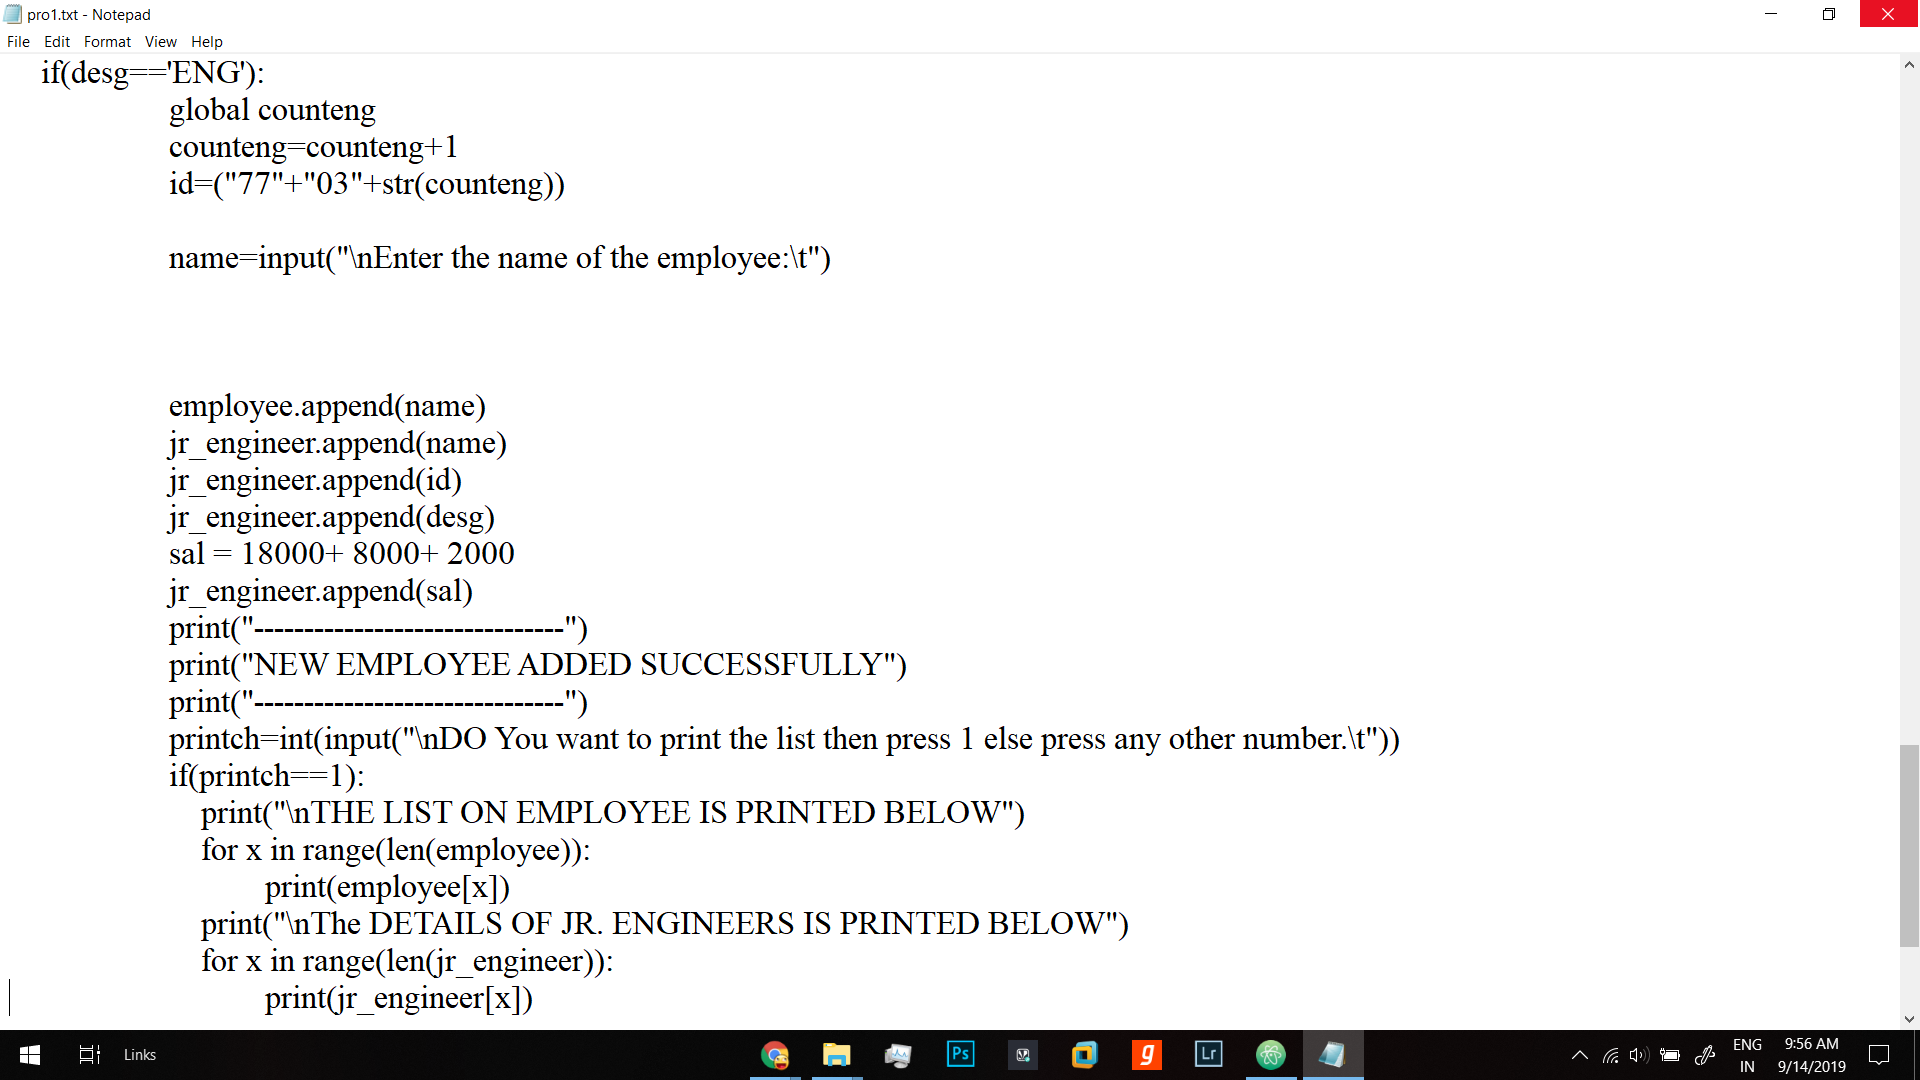 pro1.txt - Notepad
File Edit Format View Help
if(desg=='ENG'):
global counteng
counteng=counteng+1
id=("77"+"03"+str(counteng))
name=input("\nEnter the name of the employee:\t")
employee.append(name)
jr_engineer.append(name)
jr_engineer.append(id)
jr_engineer.append(desg)
sal = 18000+ 8000+ 2000
jr_engineer.append(sal)
print("-------------------------------")
print("NEW EMPLOYEE ADDED SUCCESSFULLY")
print("-------------------------------")
printch=int(input("\nDO You want to print the list then press 1 else press any other number.\t"))
if(printch==1):
print("\nTHE LIST ON EMPLOYEE IS PRINTED BELOW")
for x in range(len(employee)):
print(employee[x])
print("\nThe DETAILS OF JR. ENGINEERS IS PRINTED BELOW")
for x in range(len(jr_engineer)):
print(jr_engineer[x])
Links
Ps
g
Lr
ENG
IN
9:56 AM
9/14/2019